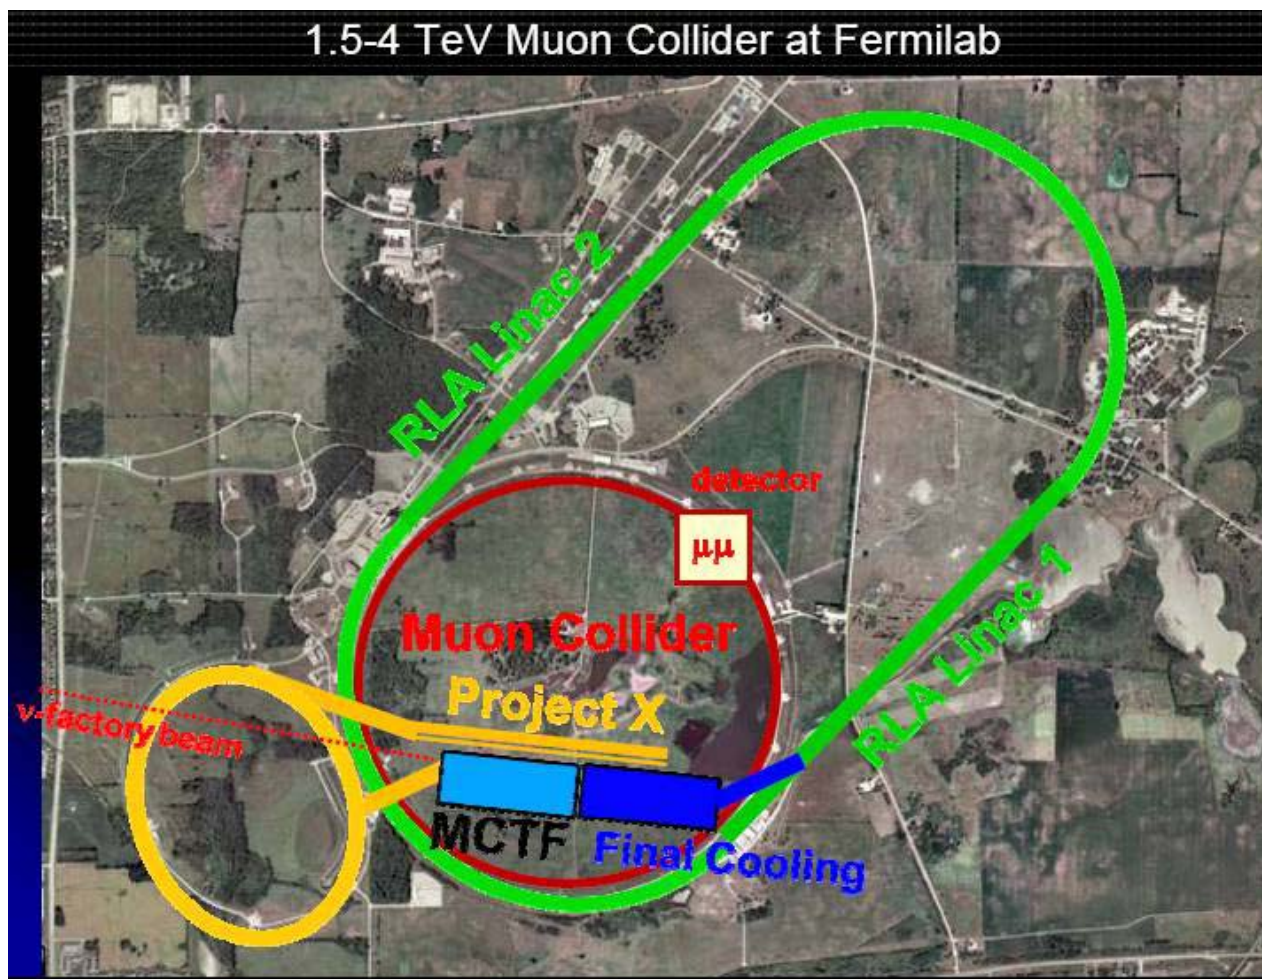 1.5-4 TeV Muon Collider at Fermilab
RLA Linac 2
detector
μμ
Muon Collider
Project X
ν-factory beam
RLA Linac 1
MCTF
Final Cooling